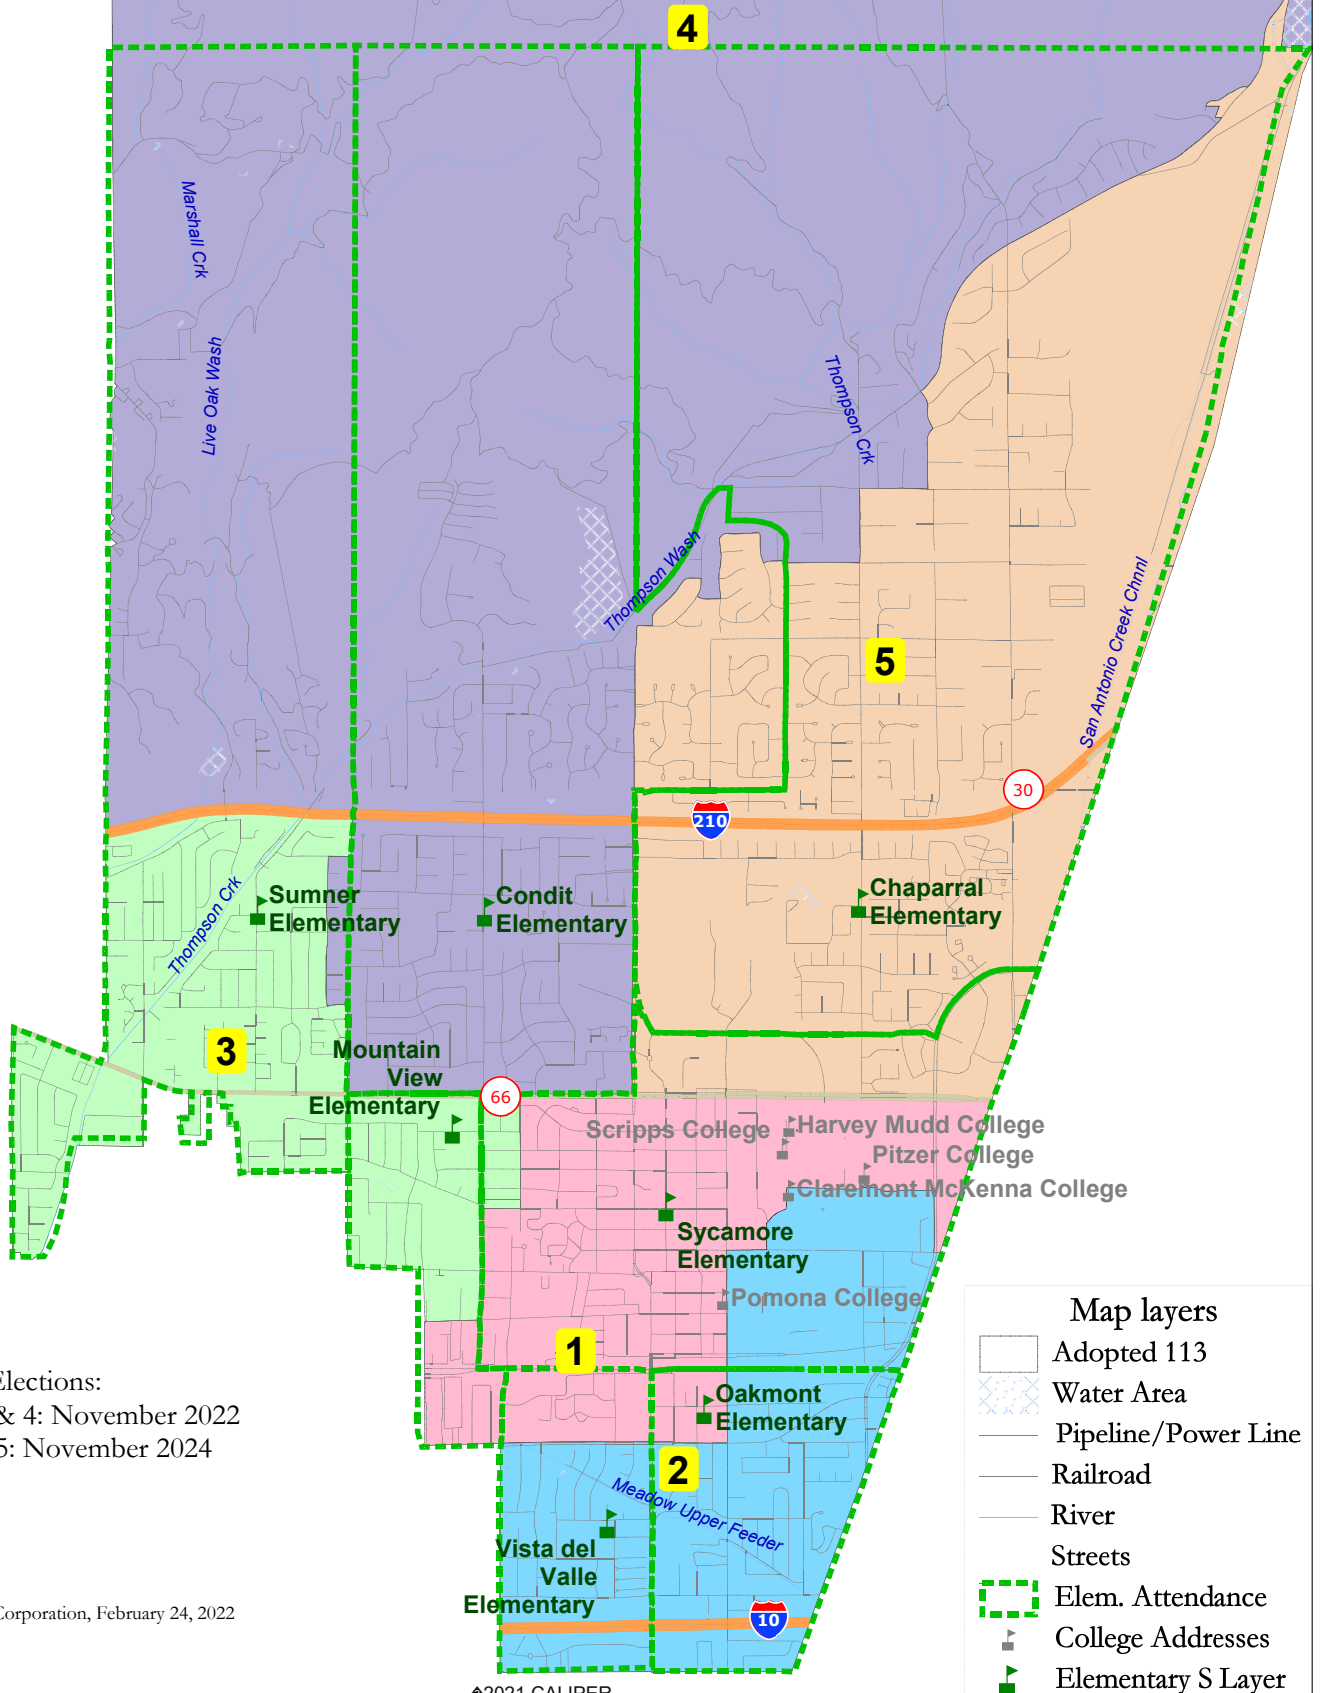 4
Marshall Crk
Live Oak Wash
Thompson Crk
Thompson Wash
San Antonio Creek Chnnl
5
30
210
Sumner
Elementary
Condit
Elementary
Chaparral
Elementary
Thompson Crk
3
Mountain
View
Elementary
66
Scripps College
Harvey Mudd College
Pitzer College
Claremont McKenna College
Sycamore
Elementary
Pomona College
1
Oakmont
Elementary
2
Meadow Upper Feeder
Vista del
Valle
Elementary
10
Elections:
& 4: November 2022
5: November 2024
Corporation, February 24, 2022
2021 CALIPER
Map layers
Adopted 113
Water Area
Pipeline/Power Line
Railroad
River
Streets
Elem. Attendance
College Addresses
Elementary S Layer